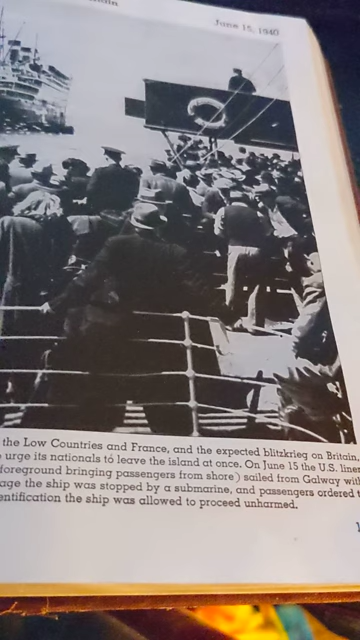 June 15, 1940
the Low Countries and France, and the expected blitzkrieg on Britain,
urge its nationals to leave the island at once. On June 15 the U.S. liner
foreground bringing passengers from shore) sailed from Galway with
age the ship was stopped by a submarine, and passengers ordered
entification the ship was allowed to proceed unharmed.